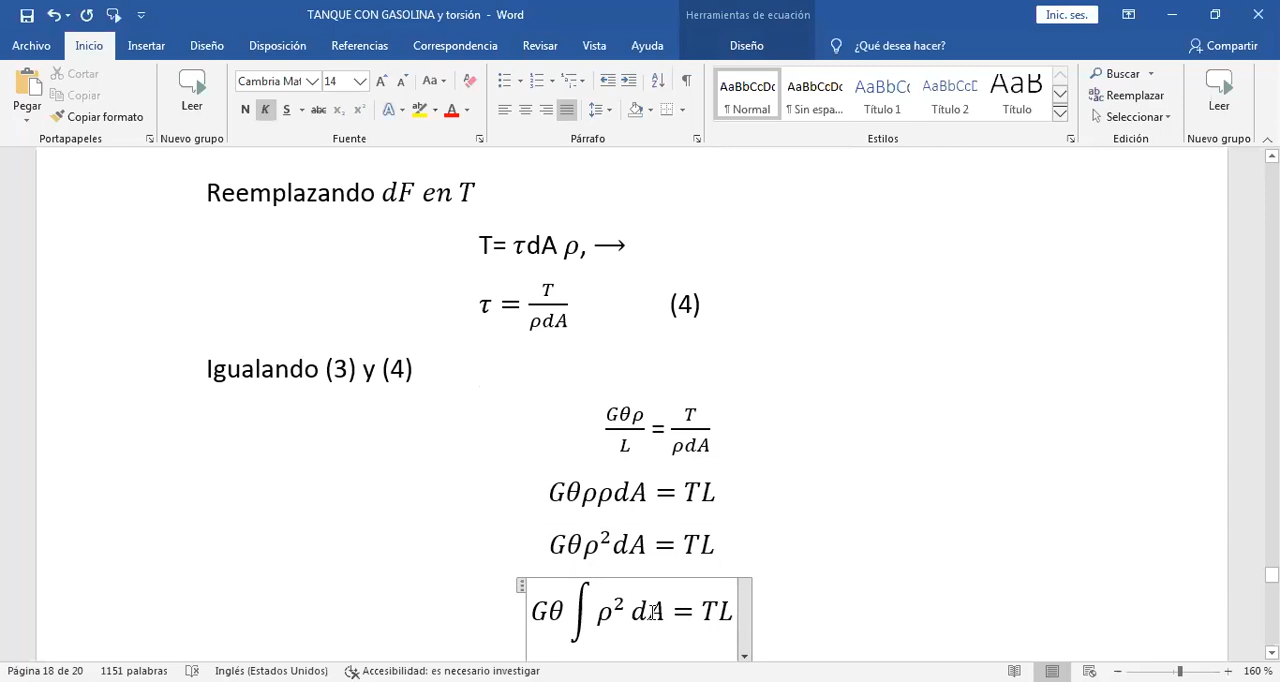 TANQUE CON GASOLINA y torsión - Word
Herramientas de ecuación
Inic. ses.
Archivo Inicio Insertar Diseño Disposición Referencias Correspondencia Revisar Vista Ayuda Diseño ¿Qué desea hacer? Compartir
Pegar
Cortar
Copiar
Copiar formato
Portapapeles
Leer
Nuevo grupo
Cambria Mat 14
N K S abc x₂ x²
Fuente
Párrafo
AaBbCcDc AaBbCcDc AaBbCc AaBbCcD AaB
¶ Normal ¶ Sin espa... Título 1 Título 2 Título
Estilos
Buscar
Reemplazar
Seleccionar
Edición
Leer
Nuevo grupo
Reemplazando dF en T
T= τdA ρ, ⟶
τ = T/ρdA (4)
Igualando (3) y (4)
Gθρ/L = T/ρdA
GθρρdA = TL
Gθρ²dA = TL
Gθ ∫ ρ² dA = TL
Página 18 de 20 1151 palabras Inglés (Estados Unidos) Accesibilidad: es necesario investigar 160 %